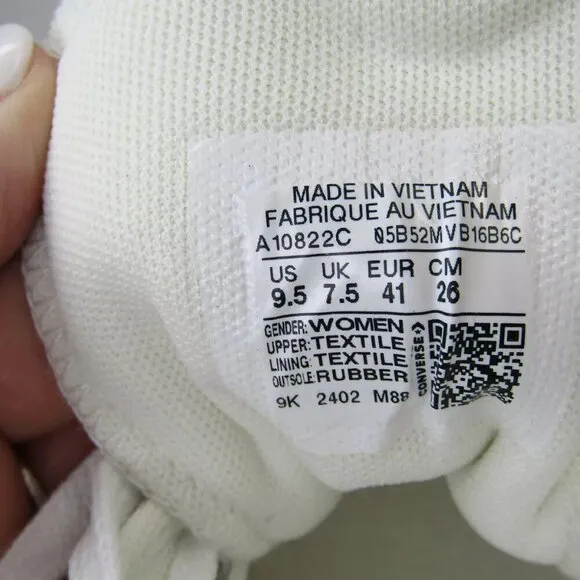 MADE IN VIETNAM
FABRIQUE AU VIETNAM
A10822C 05B52MVB16B6C
US UK EUR CM
9.5 7.5 41 26
GENDER: WOMEN
UPPER: TEXTILE
LINING: TEXTILE
OUTSOLE: RUBBER
CONVERSE
9K 2402 M88